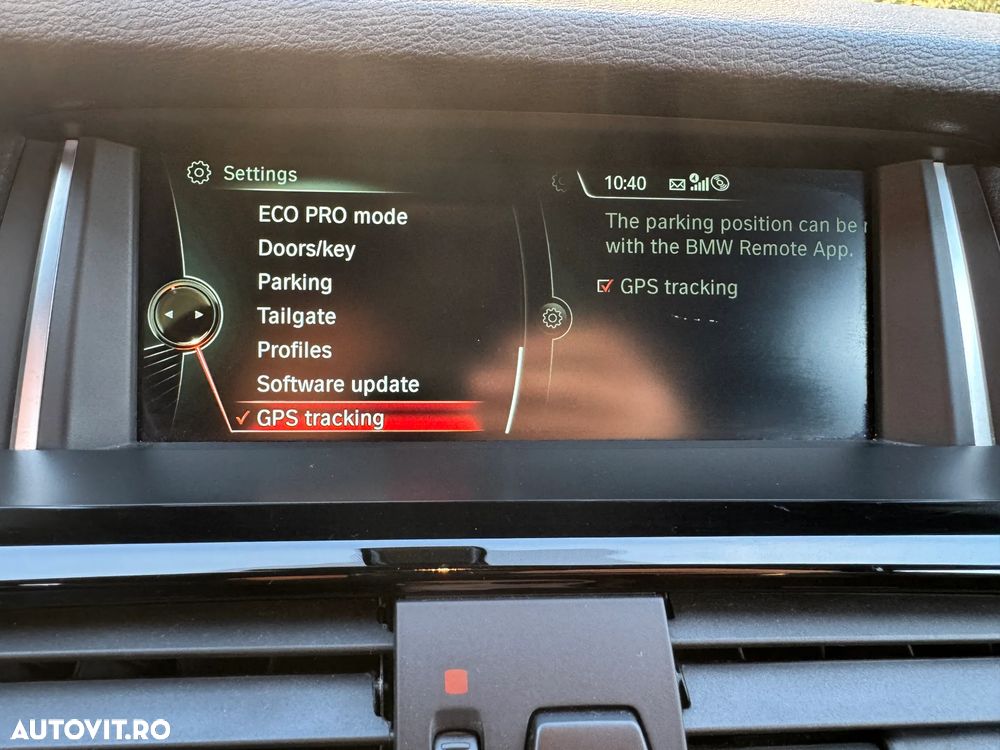 Settings
ECO PRO mode
Doors/key
Parking
Tailgate
Profiles
Software update
GPS tracking
10:40
The parking position can be
with the BMW Remote App.
GPS tracking
AUTOVIT.RO